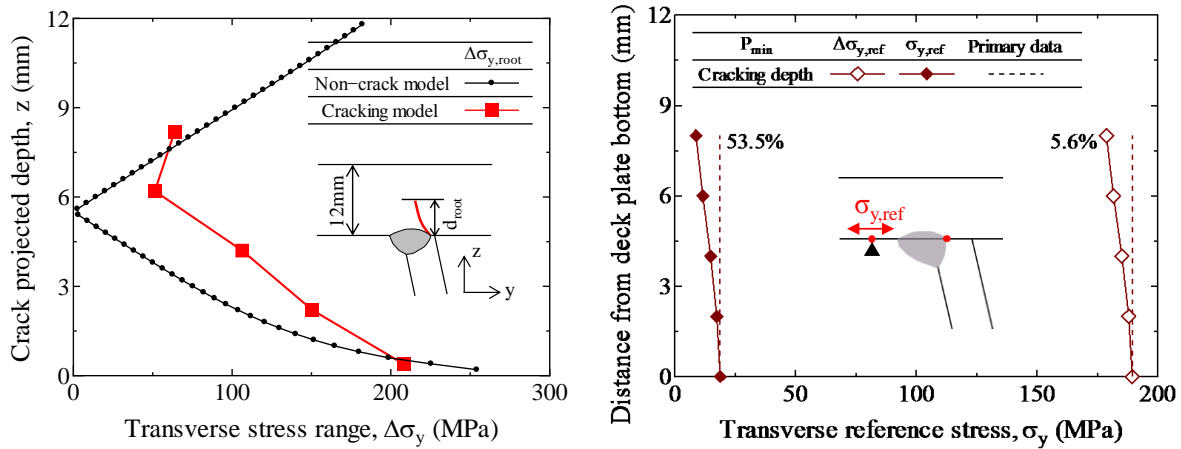 12
9
6
3
0
0
50
100
150
200
250
300
Crack projected depth, z (mm)
Transverse stress range, Δσy (MPa)
Δσy,root
Non-crack model
Cracking model
12mm
droot
z
y
12
9
6
3
0
0
50
100
150
200
Distance from deck plate bottom (mm)
Transverse reference stress, σy (MPa)
Pmin Δσy,ref σy,ref Primary data
Cracking depth
53.5%
5.6%
σy,ref